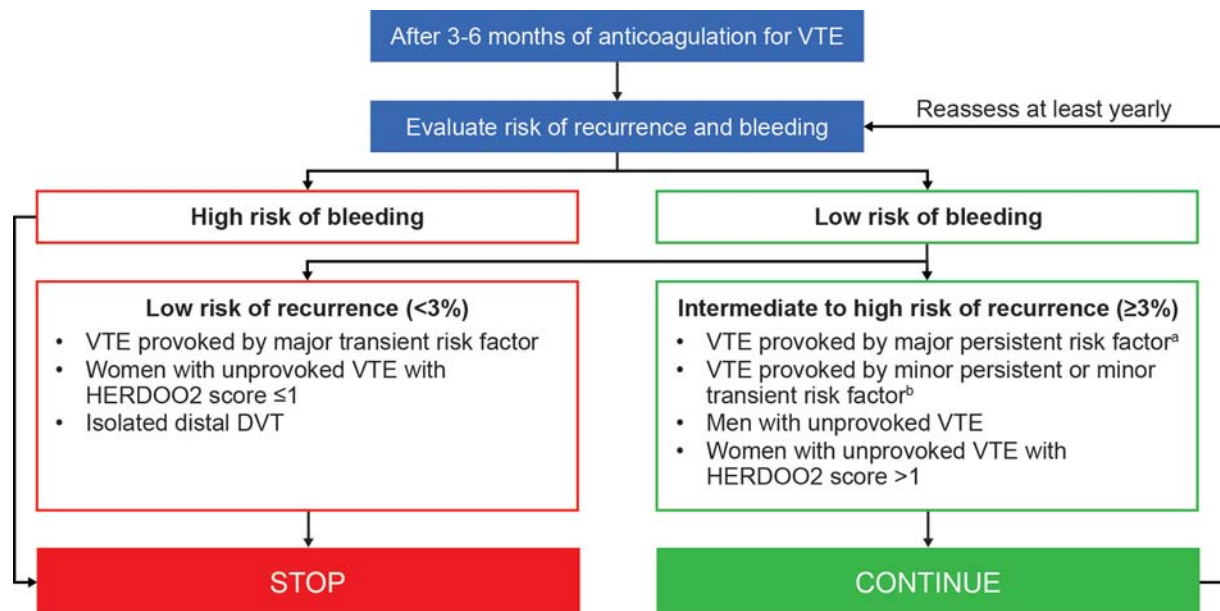 After 3-6 months of anticoagulation for VTE
Evaluate risk of recurrence and bleeding
Reassess at least yearly
High risk of bleeding
Low risk of bleeding
Low risk of recurrence (<3%)
• VTE provoked by major transient risk factor
• Women with unprovoked VTE with
HERDOO2 score ≤1
• Isolated distal DVT
Intermediate to high risk of recurrence (≥3%)
• VTE provoked by major persistent risk factorᵃ
• VTE provoked by minor persistent or minor
transient risk factorᵇ
• Men with unprovoked VTE
• Women with unprovoked VTE with
HERDOO2 score >1
STOP
CONTINUE